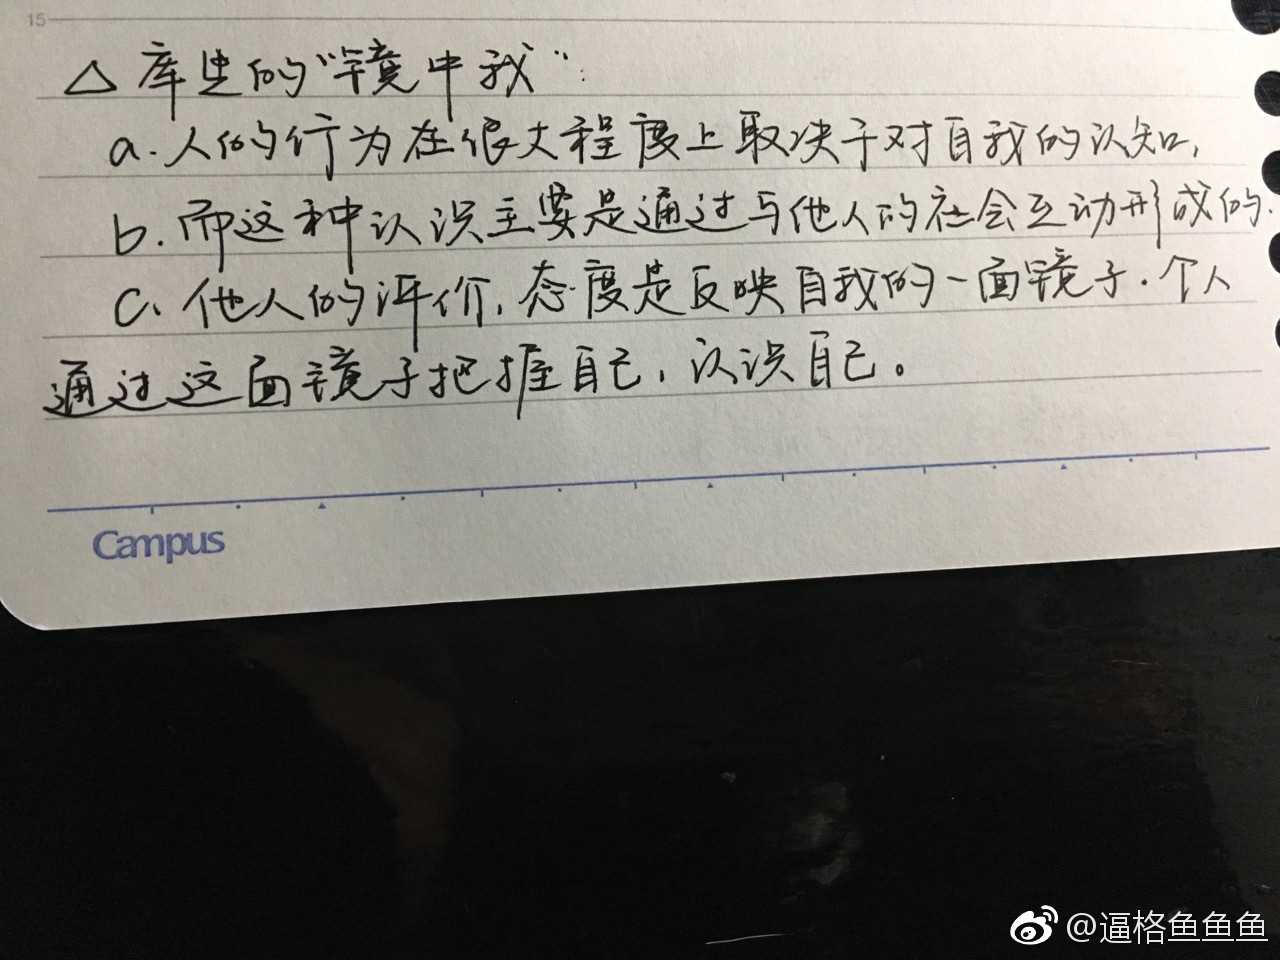 15
△ 库里的“镜中我”:
a. 人的行为在很大程度上取决于对自我的认知,
b. 而这种认识主要是通过与他人的社会互动形成的.
c. 他人的评价, 态度是反映自我的一面镜子. 个人
通过这面镜子把握自己, 认识自己。
Campus
@逼格鱼鱼鱼